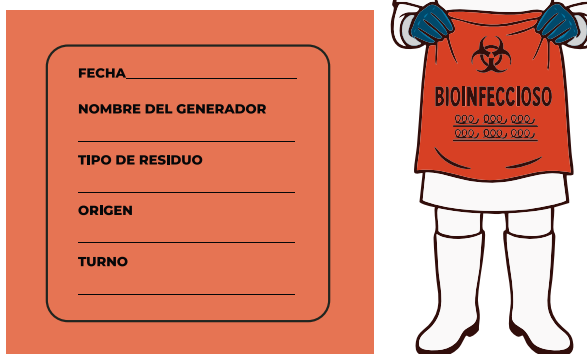 FECHA
NOMBRE DEL GENERADOR
TIPO DE RESIDUO
ORIGEN
TURNO
BIOINFECCIOSO